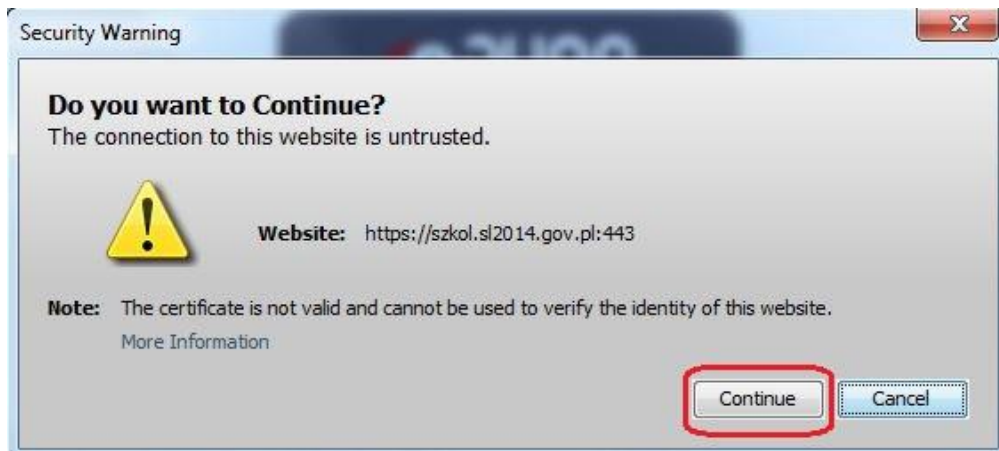 Security Warning
Do you want to Continue?
The connection to this website is untrusted.
Website: https://szkol.sl2014.gov.pl:443
Note: The certificate is not valid and cannot be used to verify the identity of this website.
More Information
Continue Cancel